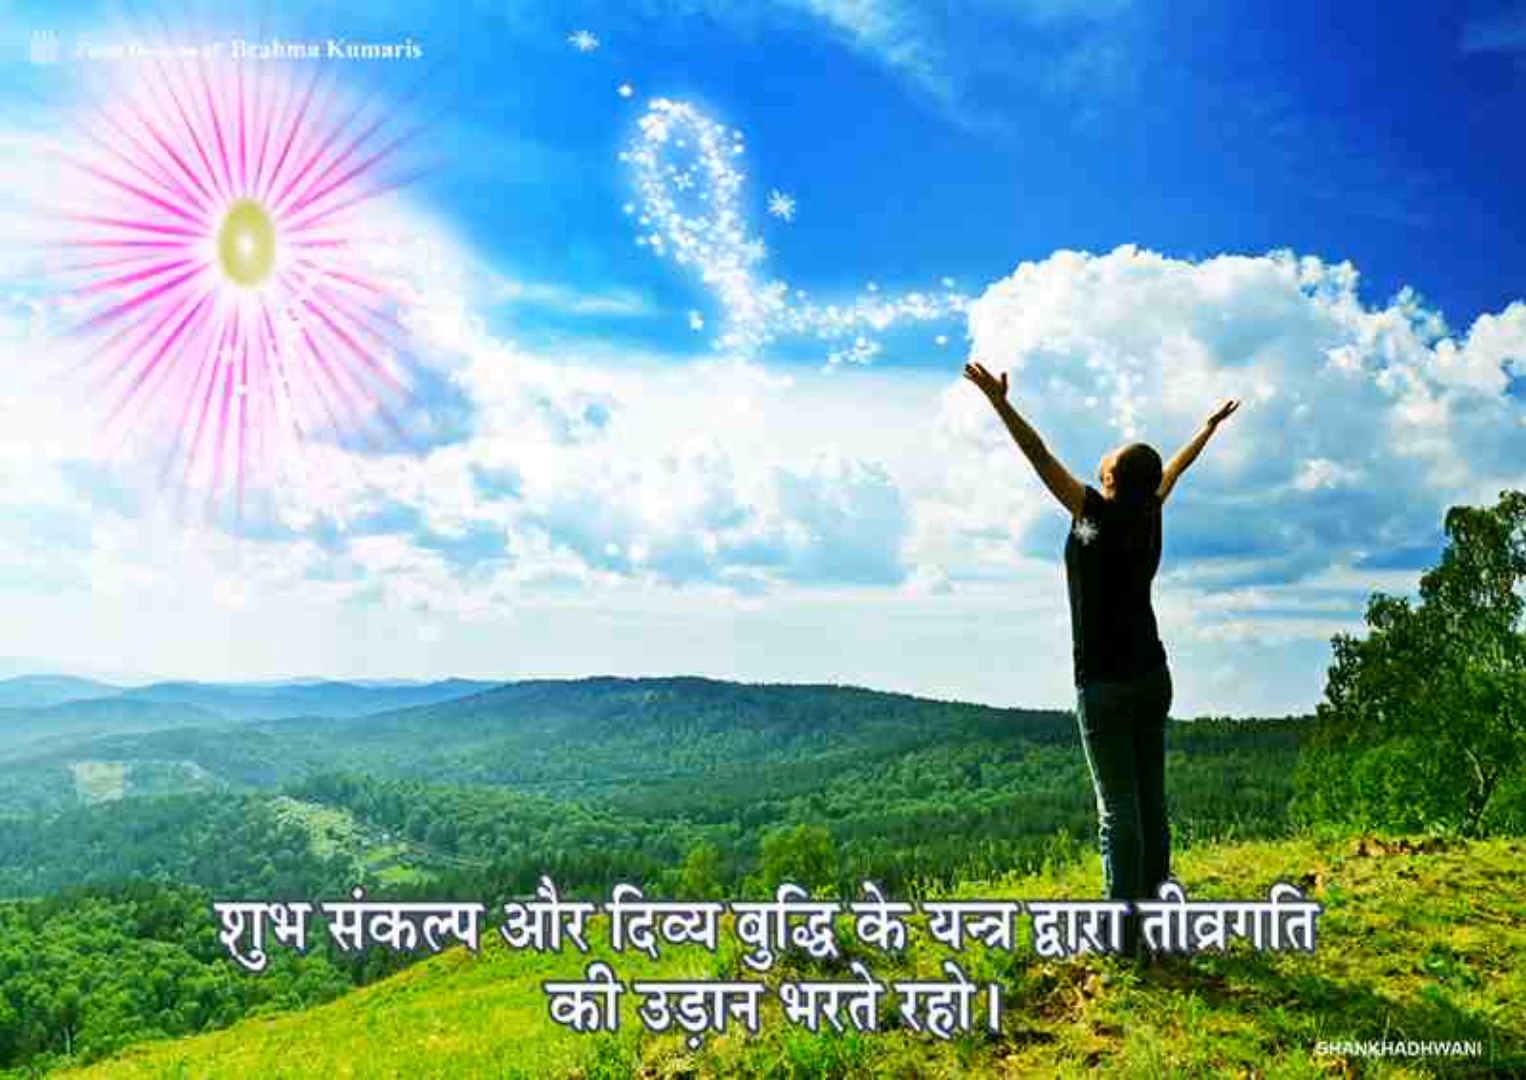 Brahma Kumaris
शुभ संकल्प और दिव्य बुद्धि के यन्त्र द्वारा तीव्रगति
की उड़ान भरते रहो।
SHANKHADHWANI